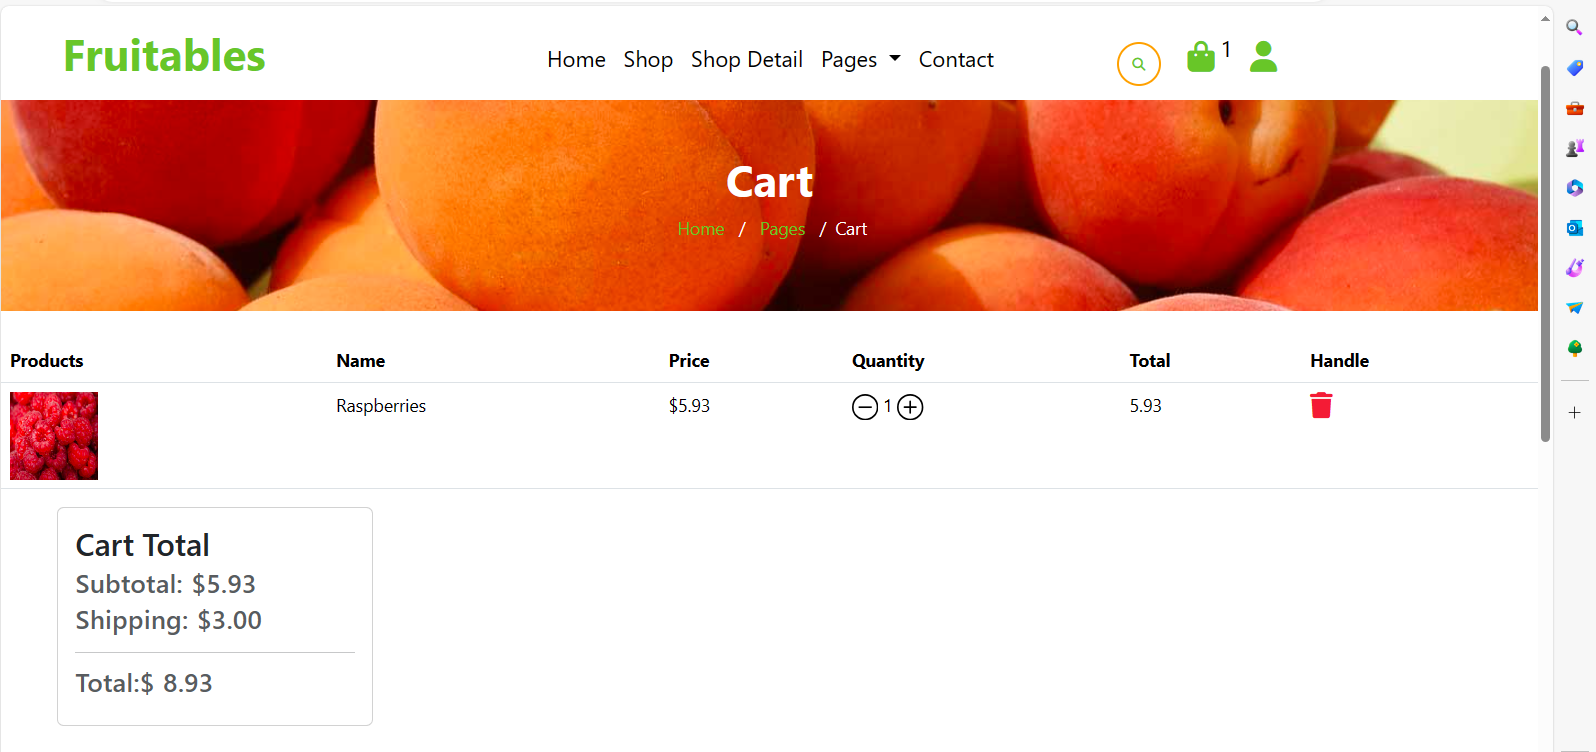 Fruitables
Home Shop Shop Detail Pages Contact
1
Cart
Home / Pages / Cart
Products Name Price Quantity Total Handle
Raspberries $5.93 1 5.93
Cart Total
Subtotal: $5.93
Shipping: $3.00
Total:$ 8.93